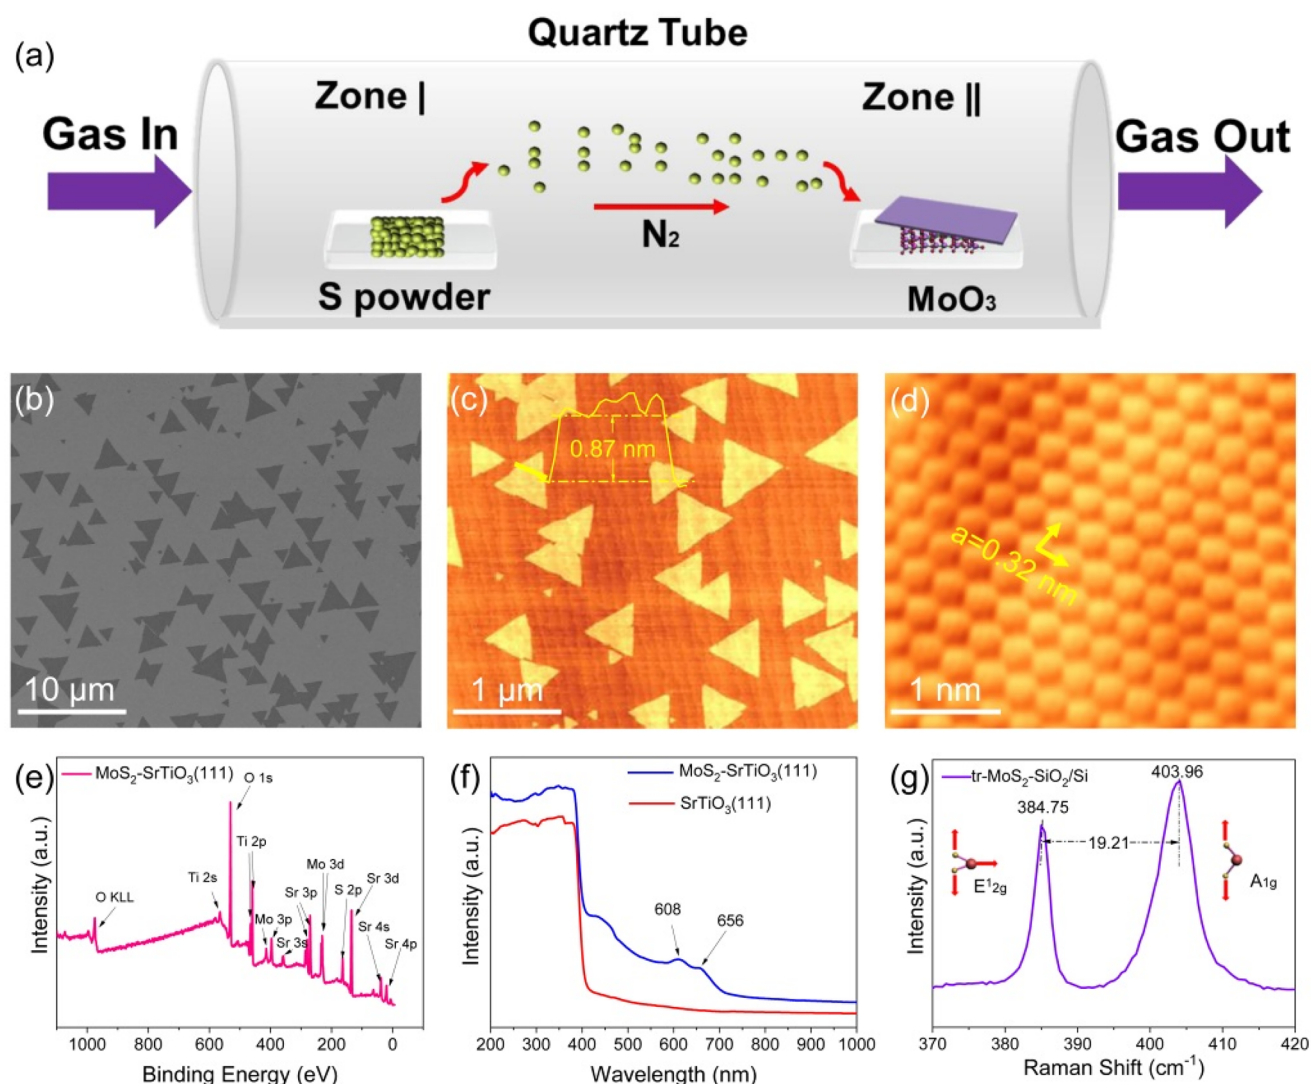 (a)
Quartz Tube
Zone I
Zone II
Gas In
Gas Out
N₂
S powder
MoO₃
(b)
10 µm
(c)
0.87 nm
1 µm
(d)
a=0.32 nm
1 nm
(e)
MoS₂-SrTiO₃(111)
O 1s
Ti 2p
Ti 2s
O KLL
Mo 3p
Sr 3s
Sr 3p
Mo 3d
S 2p
Sr 3d
Sr 4s
Sr 4p
Intensity (a.u.)
1000 800 600 400 200 0
Binding Energy (eV)
(f)
MoS₂-SrTiO₃(111)
SrTiO₃(111)
608
656
Intensity (a.u.)
200 300 400 500 600 700 800 900 1000
Wavelength (nm)
(g)
tr-MoS₂-SiO₂/Si
403.96
384.75
19.21
E¹₂g
A₁g
Intensity (a.u.)
370 380 390 400 410 420
Raman Shift (cm⁻¹)